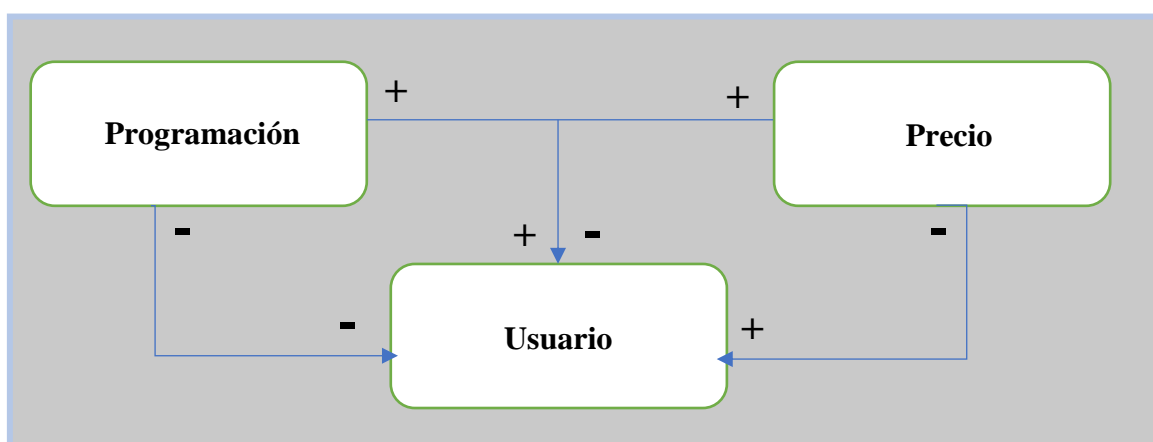 Programación
+
+
Precio
-
+
-
-
-
Usuario
+